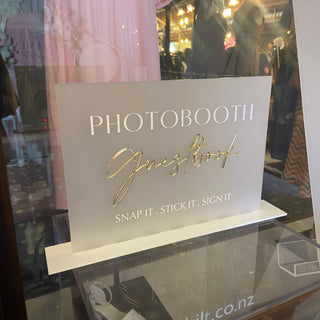 PHOTOBOOTH
guest Book
SNAP IT . STICK IT . SIGN IT